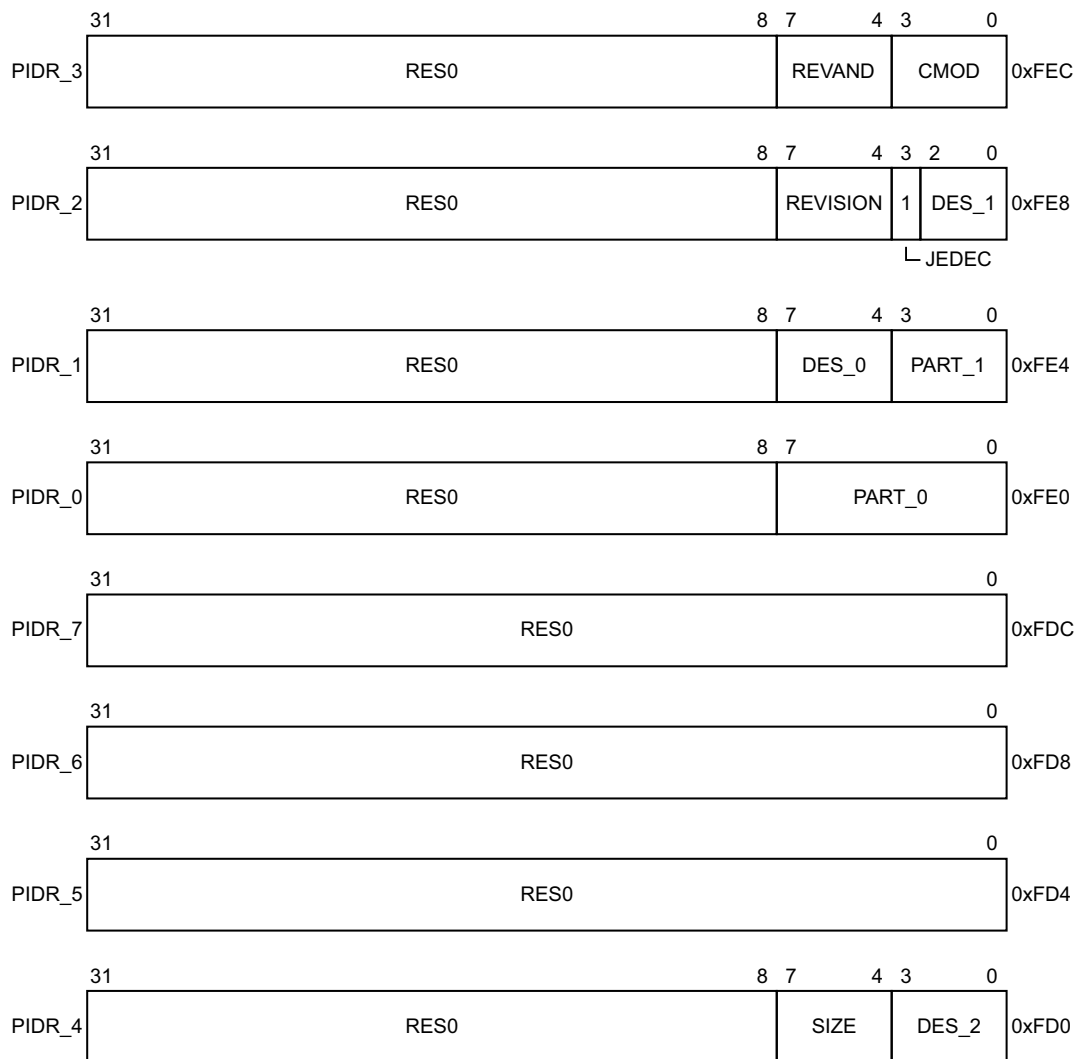 31 8 7 4 3 0
PIDR_3 RES0 REVAND CMOD 0xFEC
31 8 7 4 3 2 0
PIDR_2 RES0 REVISION 1 DES_1 0xFE8
JEDEC
31 8 7 4 3 0
PIDR_1 RES0 DES_0 PART_1 0xFE4
31 8 7 0
PIDR_0 RES0 PART_0 0xFE0
31 0
PIDR_7 RES0 0xFDC
31 0
PIDR_6 RES0 0xFD8
31 0
PIDR_5 RES0 0xFD4
31 8 7 4 3 0
PIDR_4 RES0 SIZE DES_2 0xFD0